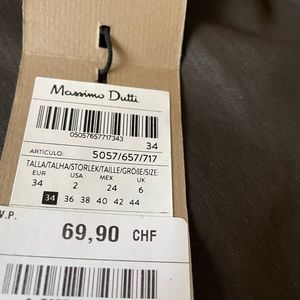 Massimo Dutti
05057657717343
34
ARTICULO: 5057/657/717
TALLA/TALHA/STORLEK/TAILLE/GRÖßE/SIZE:
EUR USA MEX UK
34 2 24 6
34 36 38 40 42 44
V.P.
69,90 CHF